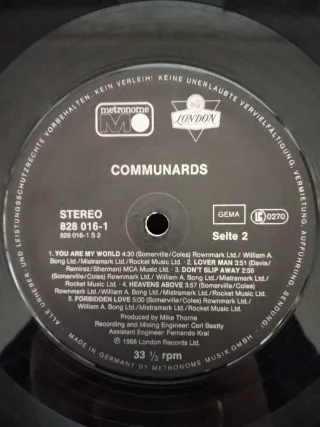 ALLE URHEBER- UND LEISTUNGSSCHUTZRECHTE VORBEHALTEN. KEIN VERLEIH! KEINE UNERLAUBTE VERVIELFÄLTIGUNG, VERMIETUNG, AUFFÜHRUNG, SENDUNG!
metronome
LONDON
COMMUNARDS
STEREO
828 016-1
828 016-1 S 2
GEMA
LC 0270
Seite 2
1. YOU ARE MY WORLD 4:30 (Somerville/Coles) Rownmark Ltd./ William A.
Bong Ltd./Mistramark Ltd./Rocket Music Ltd. · 2. LOVER MAN 3:51 (Davis/
Ramirez/Sherman) MCA Music Ltd. · 3. DON'T SLIP AWAY 2:56
(Somerville/Coles) Rownmark Ltd./William A. Bong Ltd./Mistramark
Ltd./Rocket Music Ltd. · 4. HEAVENS ABOVE 3:57 (Somerville/Coles)
Rownmark Ltd./William A. Bong Ltd./Mistramark Ltd./Rocket Music Ltd.
5. FORBIDDEN LOVE 5:00 (Somerville/Coles) Rownmark Ltd./William A.
Bong Ltd./Mistramark Ltd./Rocket Music Ltd.
Produced by Mike Thorne
Recording and Mixing Engineer: Carl Beatty
Assistant Engineer: Fernando Kral
℗ 1986 London Records Ltd.
33 1/3 rpm
MADE IN GERMANY BY METRONOME MUSIK GMBH